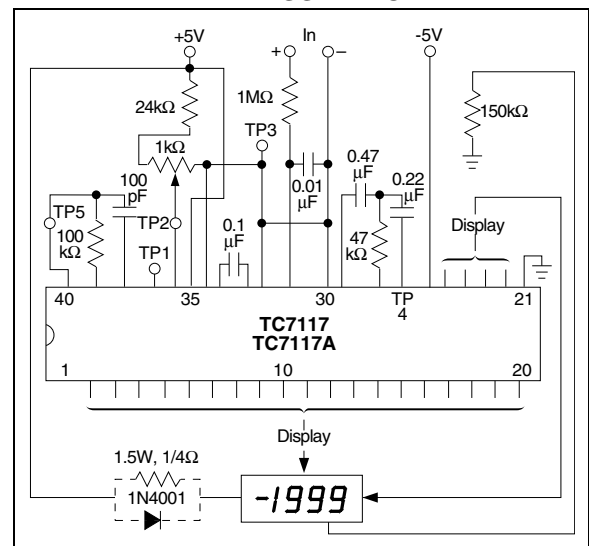 +5V
In
-5V
+
–
24kΩ
1MΩ
150kΩ
TP3
1kΩ
0.47
μF
0.22
μF
100
pF
0.01
μF
TP5
TP2
0.1
μF
Display
100
kΩ
47
kΩ
TP1
40
35
30
TP
4
21
TC7117
TC7117A
1
10
20
Display
1.5W, 1/4Ω
1N4001
-1999